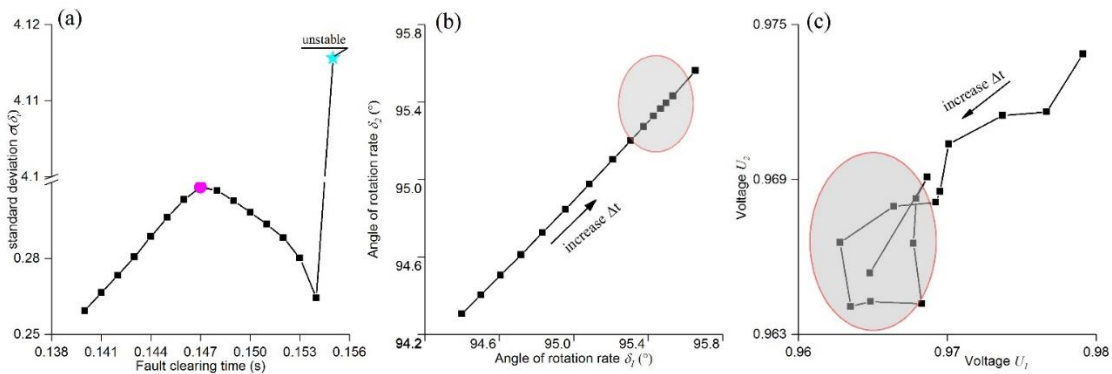 (a)
4.12
4.11
4.1
0.28
0.25
standard deviation σ(δi)
unstable
0.138 0.141 0.144 0.147 0.150 0.153 0.156
Fault clearing time (s)
(b)
95.8
95.4
95.0
94.6
94.2
Angle of rotation rate δ2 (°)
increase Δt
94.6 95.0 95.4 95.8
Angle of rotation rate δ1 (°)
(c)
0.975
0.969
0.963
Voltage U2
increase Δt
0.96 0.97 0.98
Voltage U1